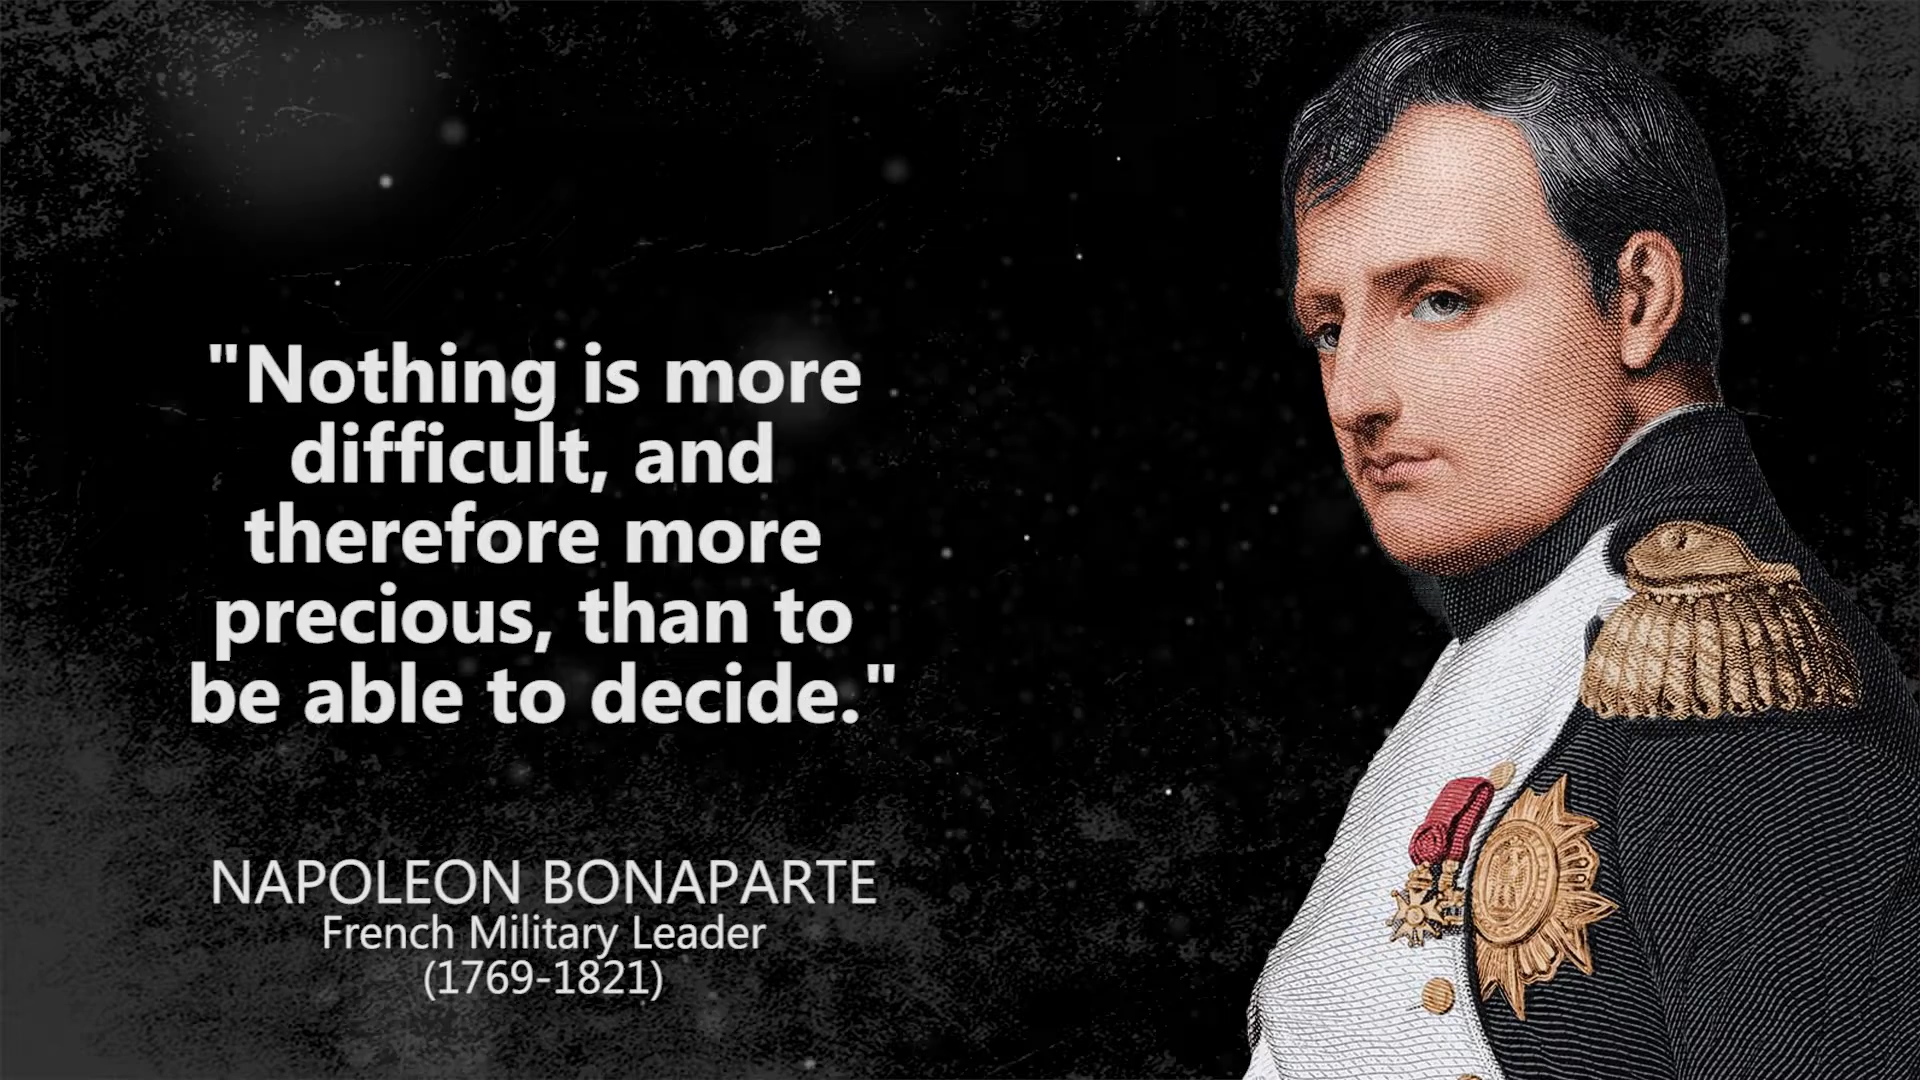 "Nothing is more
difficult, and
therefore more
precious, than to
be able to decide."
NAPOLEON BONAPARTE
French Military Leader
(1769-1821)